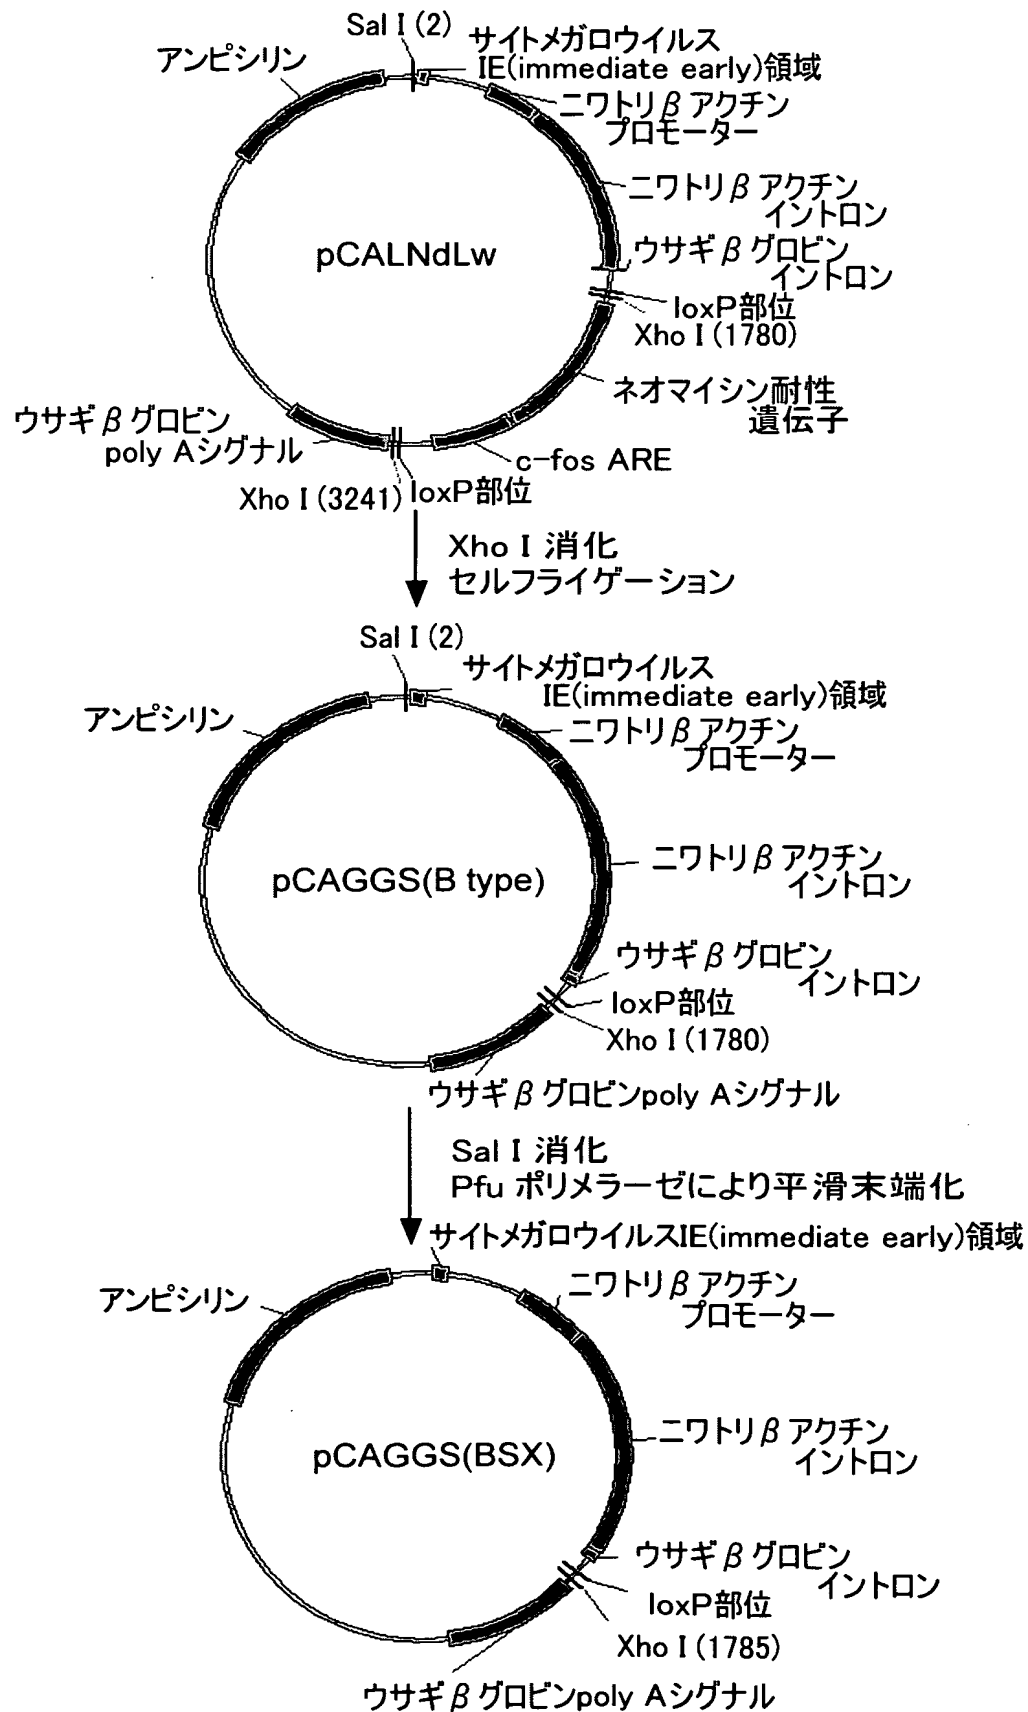 Sal I (2)
サイトメガロウイルス
IE(immediate early)領域
アンピシリン
ニワトリβアクチン
プロモーター
ニワトリβアクチン
イントロン
pCALNdLw
ウサギβグロビン
イントロン
loxP部位
Xho I (1780)
ネオマイシン耐性
遺伝子
ウサギβグロビン
poly Aシグナル
c-fos ARE
Xho I (3241)
loxP部位
Xho I 消化
セルフライゲーション
Sal I (2)
サイトメガロウイルス
IE(immediate early)領域
アンピシリン
ニワトリβアクチン
プロモーター
ニワトリβアクチン
イントロン
pCAGGS(B type)
ウサギβグロビン
イントロン
loxP部位
Xho I (1780)
ウサギβグロビンpoly Aシグナル
Sal I 消化
Pfu ポリメラーゼにより平滑末端化
サイトメガロウイルスIE(immediate early)領域
アンピシリン
ニワトリβアクチン
プロモーター
ニワトリβアクチン
イントロン
pCAGGS(BSX)
ウサギβグロビン
イントロン
loxP部位
Xho I (1785)
ウサギβグロビンpoly Aシグナル